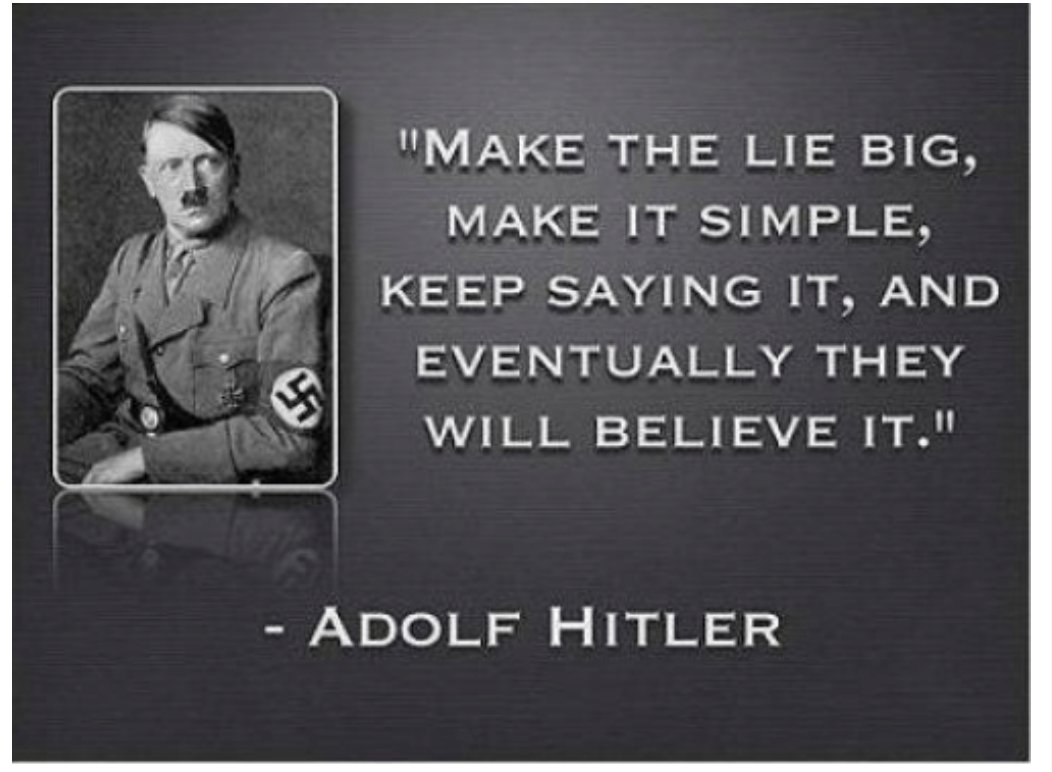 "MAKE THE LIE BIG,
MAKE IT SIMPLE,
KEEP SAYING IT, AND
EVENTUALLY THEY
WILL BELIEVE IT."
- ADOLF HITLER